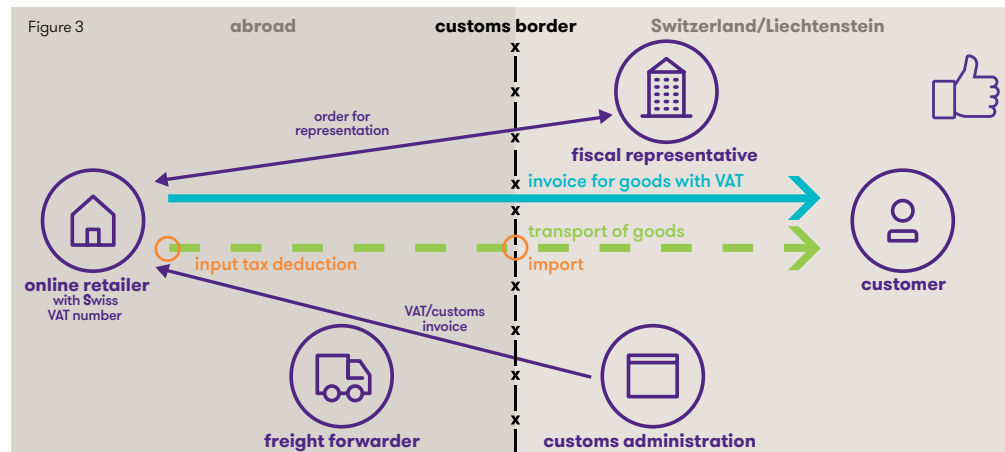 Figure 3
abroad
customs border
Switzerland/Liechtenstein
x
x
x
order for
representation
x
fiscal representative
x
invoice for goods with VAT
x
transport of goods
input tax deduction
import
online retailer
with Swiss
VAT number
customer
x
VAT/customs
invoice
x
x
x
freight forwarder
customs administration